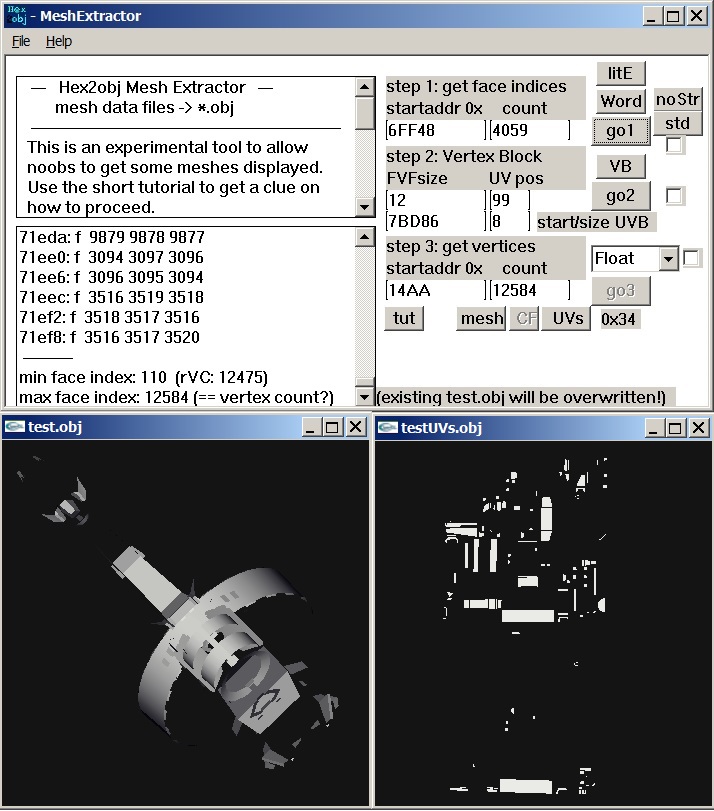 Hex obj - MeshExtractor
File Help
— Hex2obj Mesh Extractor —
mesh data files -> *.obj
This is an experimental tool to allow
noobs to get some meshes displayed.
Use the short tutorial to get a clue on
how to proceed.
71eda: f 9879 9878 9877
71ee0: f 3094 3097 3096
71ee6: f 3096 3095 3094
71eec: f 3516 3519 3518
71ef2: f 3518 3517 3516
71ef8: f 3516 3517 3520
min face index: 110 (rVC: 12475)
max face index: 12584 (== vertex count?)
litE
step 1: get face indices
startaddr 0x count
Word
noStr
6FF48 4059
go1
std
step 2: Vertex Block
FVFsize UV pos
VB
12 99
go2
7BD86 8 start/size UVB
step 3: get vertices
startaddr 0x count
Float
14AA 12584
go3
tut mesh CF UVs 0x34
(existing test.obj will be overwritten!)
test.obj
testUVs.obj